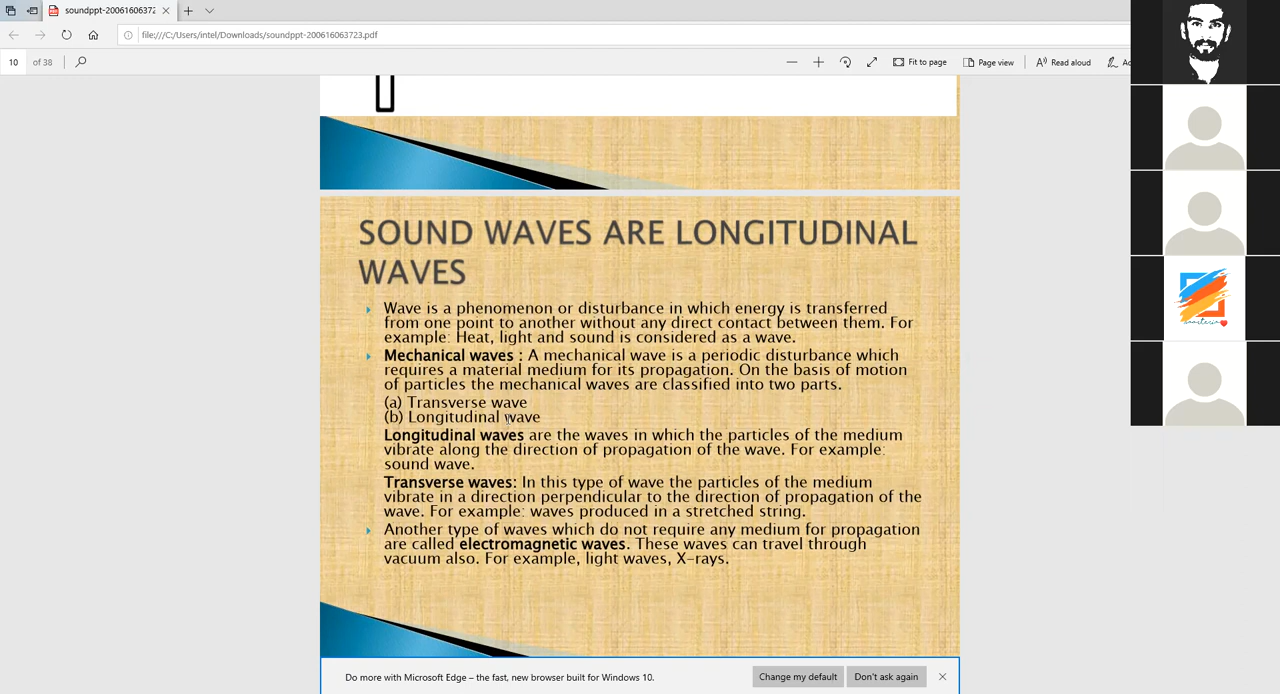 soundppt-200616063723
file:///C:/Users/intel/Downloads/soundppt-200616063723.pdf
10 of 38
Fit to page
Page view
Read aloud
SOUND WAVES ARE LONGITUDINAL
WAVES
Wave is a phenomenon or disturbance in which energy is transferred
from one point to another without any direct contact between them. For
example: Heat, light and sound is considered as a wave.
Mechanical waves : A mechanical wave is a periodic disturbance which
requires a material medium for its propagation. On the basis of motion
of particles the mechanical waves are classified into two parts.
(a) Transverse wave
(b) Longitudinal wave
Longitudinal waves are the waves in which the particles of the medium
vibrate along the direction of propagation of the wave. For example:
sound wave.
Transverse waves: In this type of wave the particles of the medium
vibrate in a direction perpendicular to the direction of propagation of the
wave. For example: waves produced in a stretched string.
Another type of waves which do not require any medium for propagation
are called electromagnetic waves. These waves can travel through
vacuum also. For example, light waves, X-rays.
Do more with Microsoft Edge – the fast, new browser built for Windows 10.
Change my default
Don't ask again